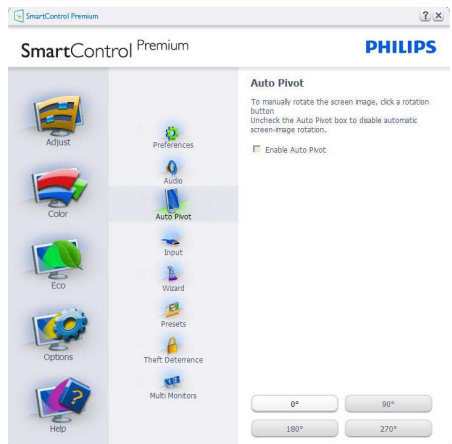 SmartControl Premium
SmartControl Premium
PHILIPS
Adjust
Color
Eco
Options
Help
Preferences
Audio
Auto Pivot
Input
Wizard
Presets
Theft Deterrence
Multi Monitors
Auto Pivot
To manually rotate the screen image, click a rotation
button
Uncheck the Auto Pivot box to disable automatic
screen-image rotation.
Enable Auto Pivot
0° 90°
180° 270°